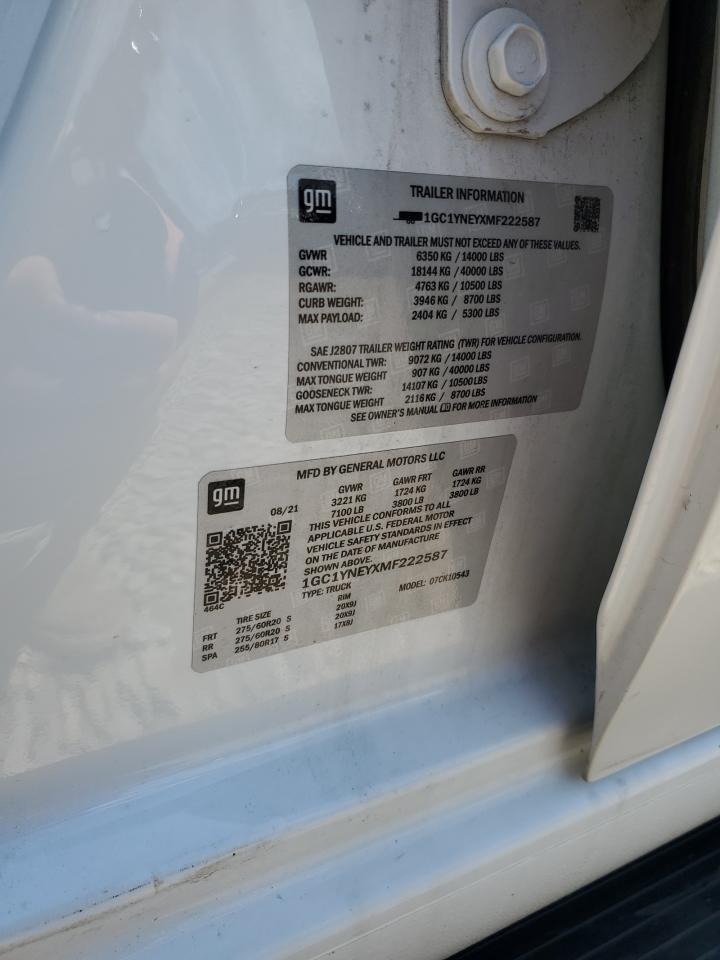 gm
TRAILER INFORMATION
1GC1YNEYXMF222587
VEHICLE AND TRAILER MUST NOT EXCEED ANY OF THESE VALUES.
GVWR 6350 KG / 14000 LBS
GCWR: 18144 KG / 40000 LBS
RGAWR: 4763 KG / 10500 LBS
CURB WEIGHT: 3946 KG / 8700 LBS
MAX PAYLOAD: 2404 KG / 5300 LBS
SAE J2807 TRAILER WEIGHT RATING (TWR) FOR VEHICLE CONFIGURATION.
CONVENTIONAL TWR: 9072 KG / 14000 LBS
MAX TONGUE WEIGHT 907 KG / 40000 LBS
GOOSENECK TWR: 14107 KG / 10500 LBS
MAX TONGUE WEIGHT 2116 KG / 8700 LBS
SEE OWNER'S MANUAL FOR MORE INFORMATION
gm
MFD BY GENERAL MOTORS LLC
08/21 GVWR GAWR FRT GAWR RR
3221 KG 1724 KG 1724 KG
7100 LB 3800 LB 3800 LB
THIS VEHICLE CONFORMS TO ALL
APPLICABLE U.S. FEDERAL MOTOR
VEHICLE SAFETY STANDARDS IN EFFECT
ON THE DATE OF MANUFACTURE.
1GC1YNEYXMF222587
464C TYPE: TRUCK MODEL: 07CK10543
TIRE SIZE RIM
FRT 275/60R20 S 20X9J
RR 275/60R20 S 20X9J
SPA 255/80R17 S 17X8J